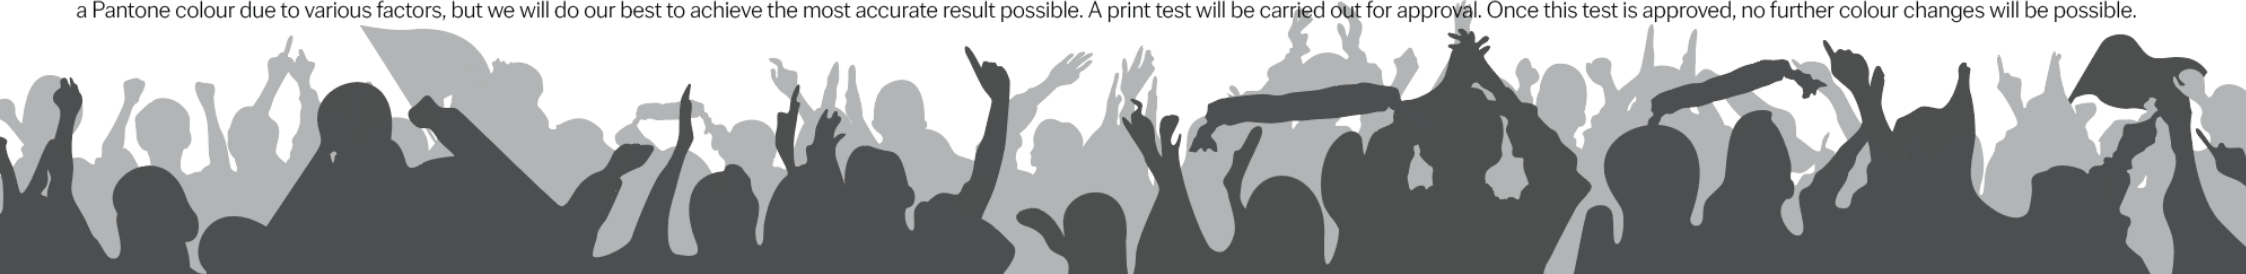 a Pantone colour due to various factors, but we will do our best to achieve the most accurate result possible. A print test will be carried out for approval. Once this test is approved, no further colour changes will be possible.